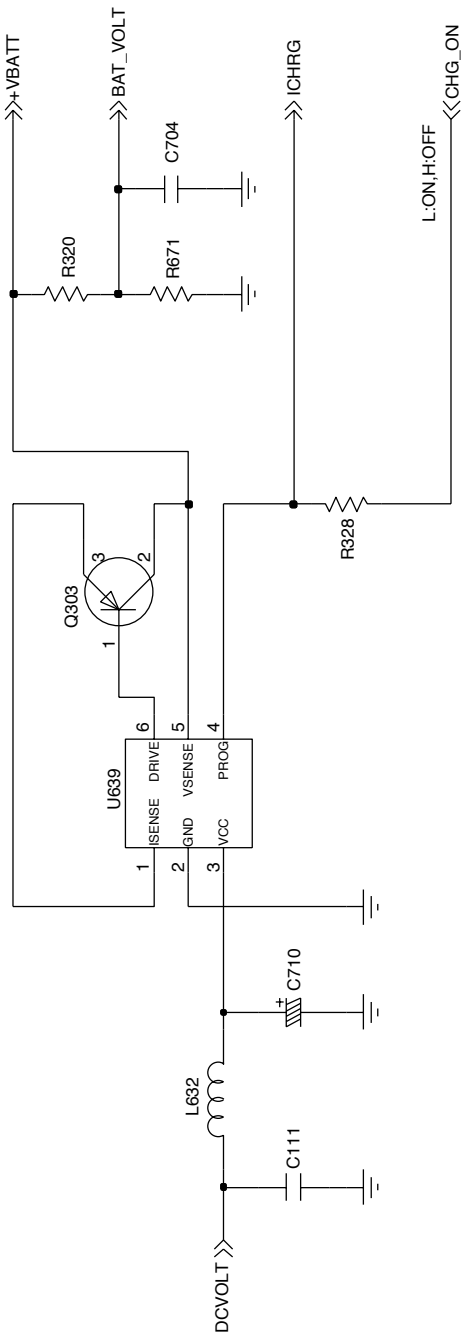 +VBATT
BAT_VOLT
ICHRG
CHG_ON
L:ON,H:OFF
C704
R320
R671
R328
Q303
3
2
1
U639
6
5
4
DRIVE
VSENSE
PROG
ISENSE
GND
VCC
1
2
3
+
C710
L632
C111
DCVOLT